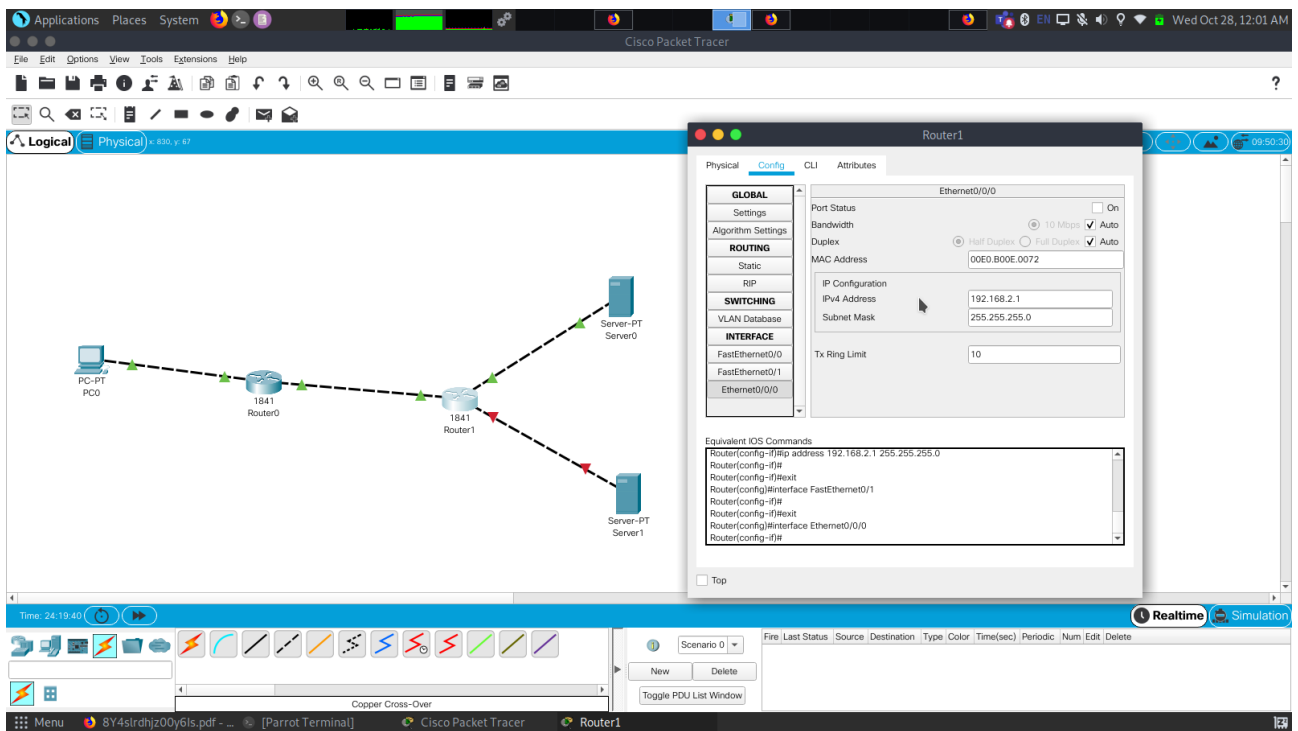 Applications Places System
EN
Wed Oct 28, 12:01 AM
Cisco Packet Tracer
File Edit Options View Tools Extensions Help
?
Logical
Physical
x: 830, y: 67
09:50:30
Router1
Physical Config CLI Attributes
GLOBAL
Settings
Algorithm Settings
ROUTING
Static
RIP
SWITCHING
VLAN Database
INTERFACE
FastEthernet0/0
FastEthernet0/1
Ethernet0/0/0
Ethernet0/0/0
Port Status On
Bandwidth 10 Mbps Auto
Duplex Half Duplex Full Duplex Auto
MAC Address 00E0.B00E.0072
IP Configuration
IPv4 Address 192.168.2.1
Subnet Mask 255.255.255.0
Tx Ring Limit 10
Equivalent IOS Commands
Router(config-if)#ip address 192.168.2.1 255.255.255.0
Router(config-if)#
Router(config-if)#exit
Router(config)#interface FastEthernet0/1
Router(config-if)#
Router(config-if)#exit
Router(config)#interface Ethernet0/0/0
Router(config-if)#
Top
PC-PT
PC0
1841
Router0
1841
Router1
Server-PT
Server0
Server-PT
Server1
Time: 24:19:40
Realtime
Simulation
Scenario 0
New Delete
Toggle PDU List Window
Fire Last Status Source Destination Type Color Time(sec) Periodic Num Edit Delete
Copper Cross-Over
Menu
8Y4slrdhjz00y6ls.pdf - ...
[Parrot Terminal]
Cisco Packet Tracer
Router1